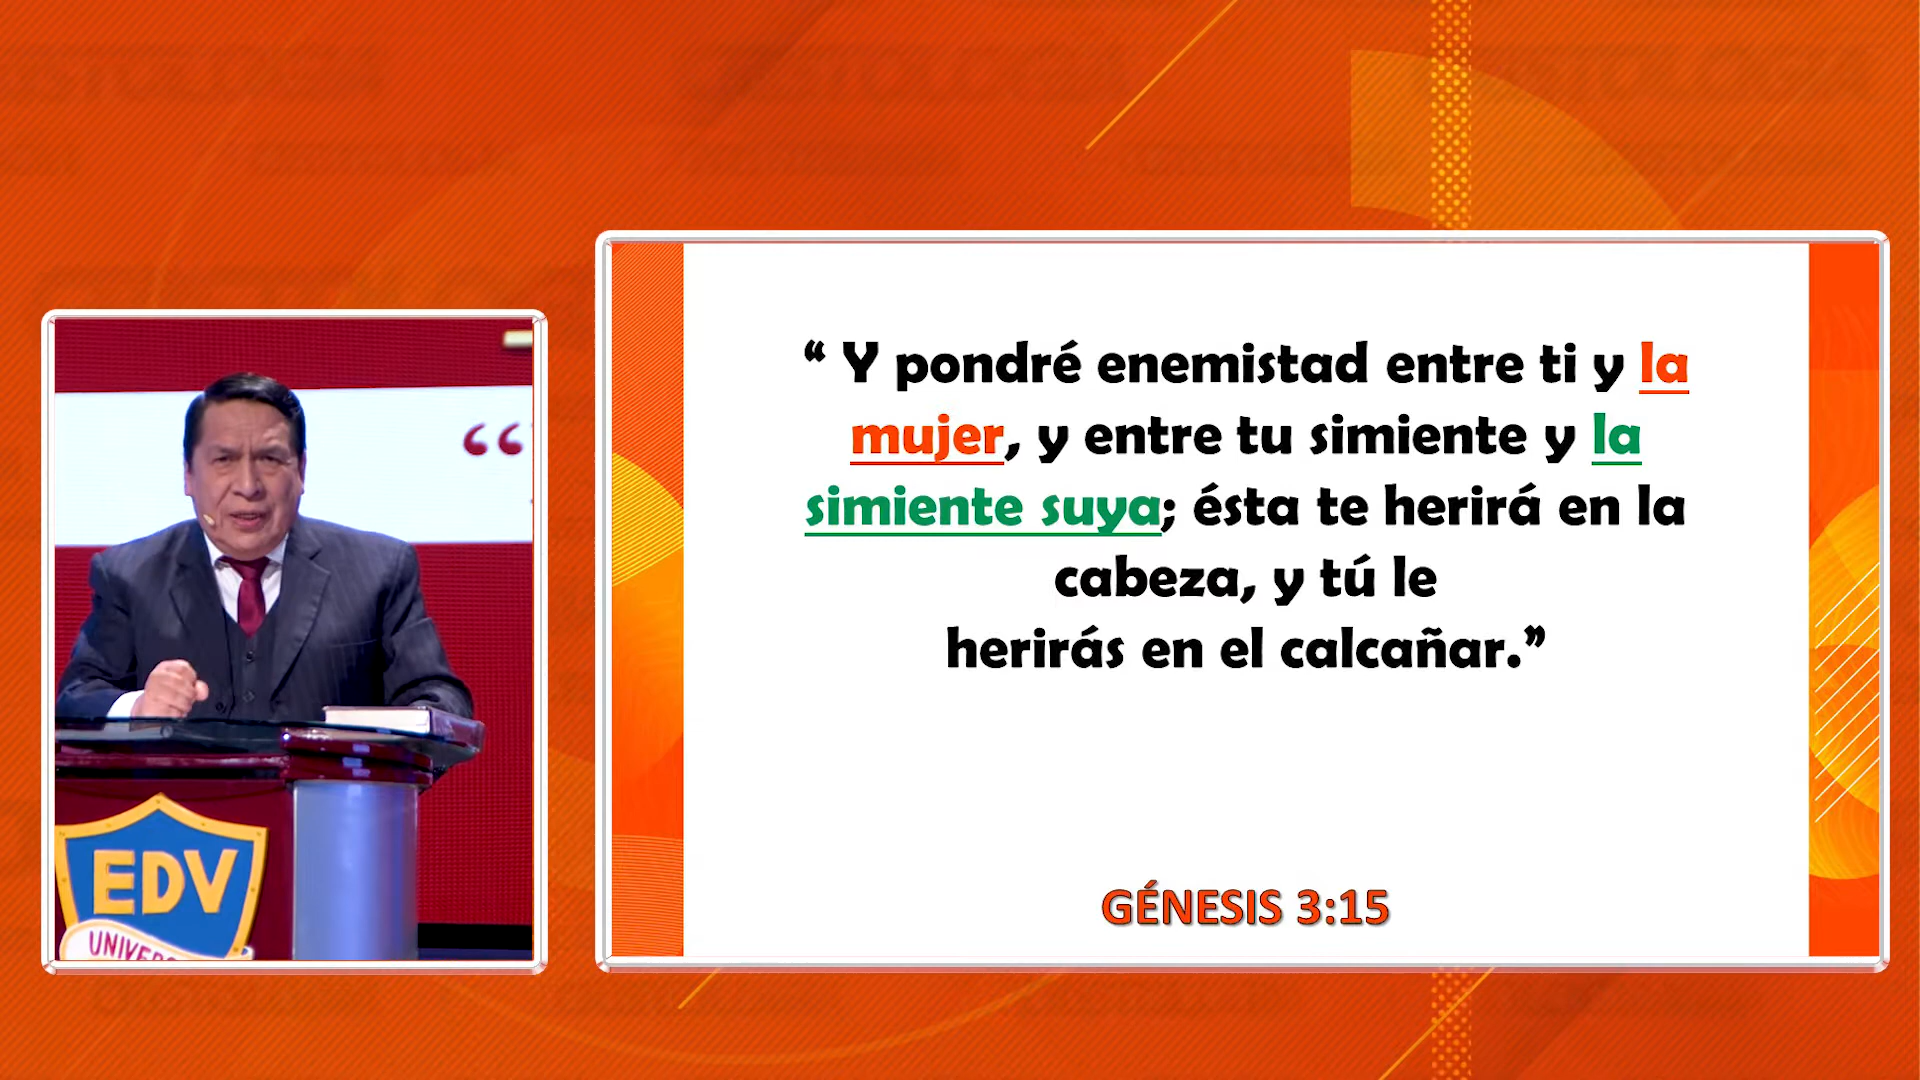 “ Y pondré enemistad entre ti y la
mujer, y entre tu simiente y la
simiente suya; ésta te herirá en la
cabeza, y tú le
herirás en el calcañar.”
GÉNESIS 3:15
“
EDV